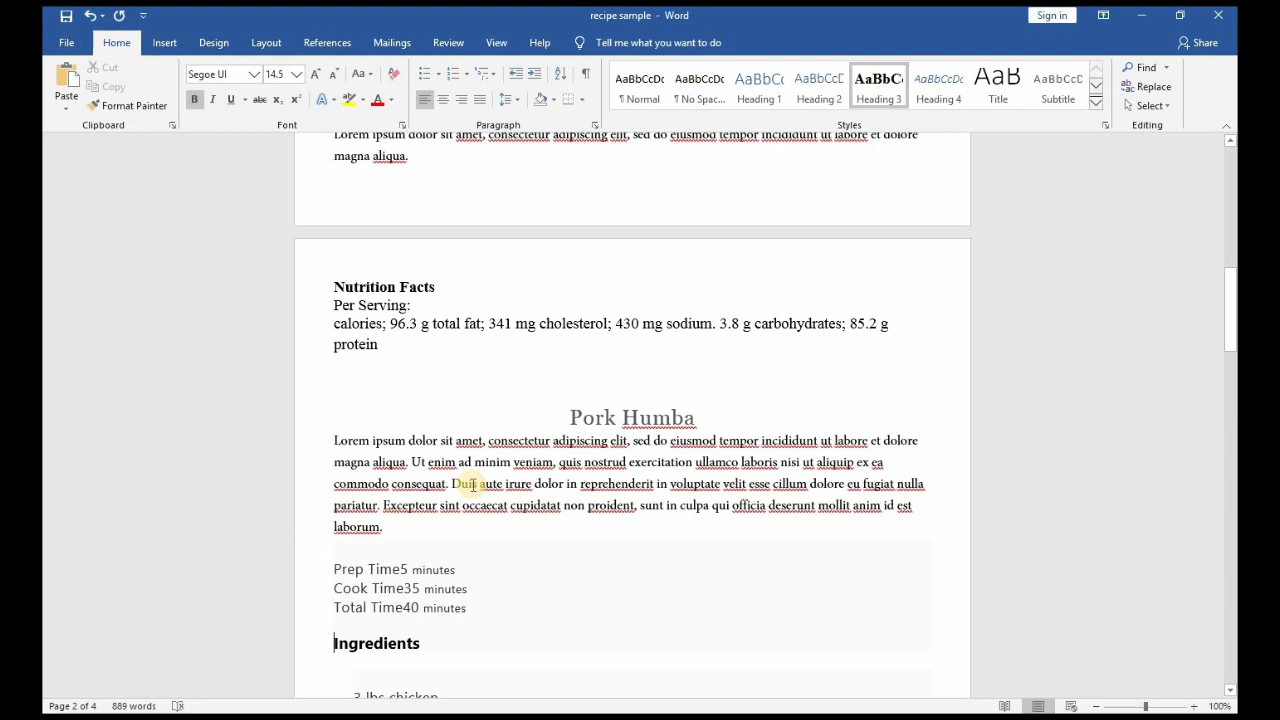 recipe sample - Word
Sign in
File Home Insert Design Layout References Mailings Review View Help Tell me what you want to do Share
Paste
Cut
Copy
Format Painter
Clipboard
Segoe UI 14.5
Font
Paragraph
AaBbCcDc AaBbCcDc AaBbCc AaBbCcC AaBbC AaBbCcD AaB AaBbCcD
¶ Normal ¶ No Spac... Heading 1 Heading 2 Heading 3 Heading 4 Title Subtitle
Styles
Find
Replace
Select
Editing
Lorem ipsum dolor sit amet, consectetur adipiscing elit, sed do eiusmod tempor incididunt ut labore et dolore
magna aliqua.
Nutrition Facts
Per Serving:
calories; 96.3 g total fat; 341 mg cholesterol; 430 mg sodium. 3.8 g carbohydrates; 85.2 g
protein
Pork Humba
Lorem ipsum dolor sit amet, consectetur adipiscing elit, sed do eiusmod tempor incididunt ut labore et dolore
magna aliqua. Ut enim ad minim veniam, quis nostrud exercitation ullamco laboris nisi ut aliquip ex ea
commodo consequat. Duis aute irure dolor in reprehenderit in voluptate velit esse cillum dolore eu fugiat nulla
pariatur. Excepteur sint occaecat cupidatat non proident, sunt in culpa qui officia deserunt mollit anim id est
laborum.
Prep Time5 minutes
Cook Time35 minutes
Total Time40 minutes
Ingredients
3 lbs chicken
Page 2 of 4 889 words 100%